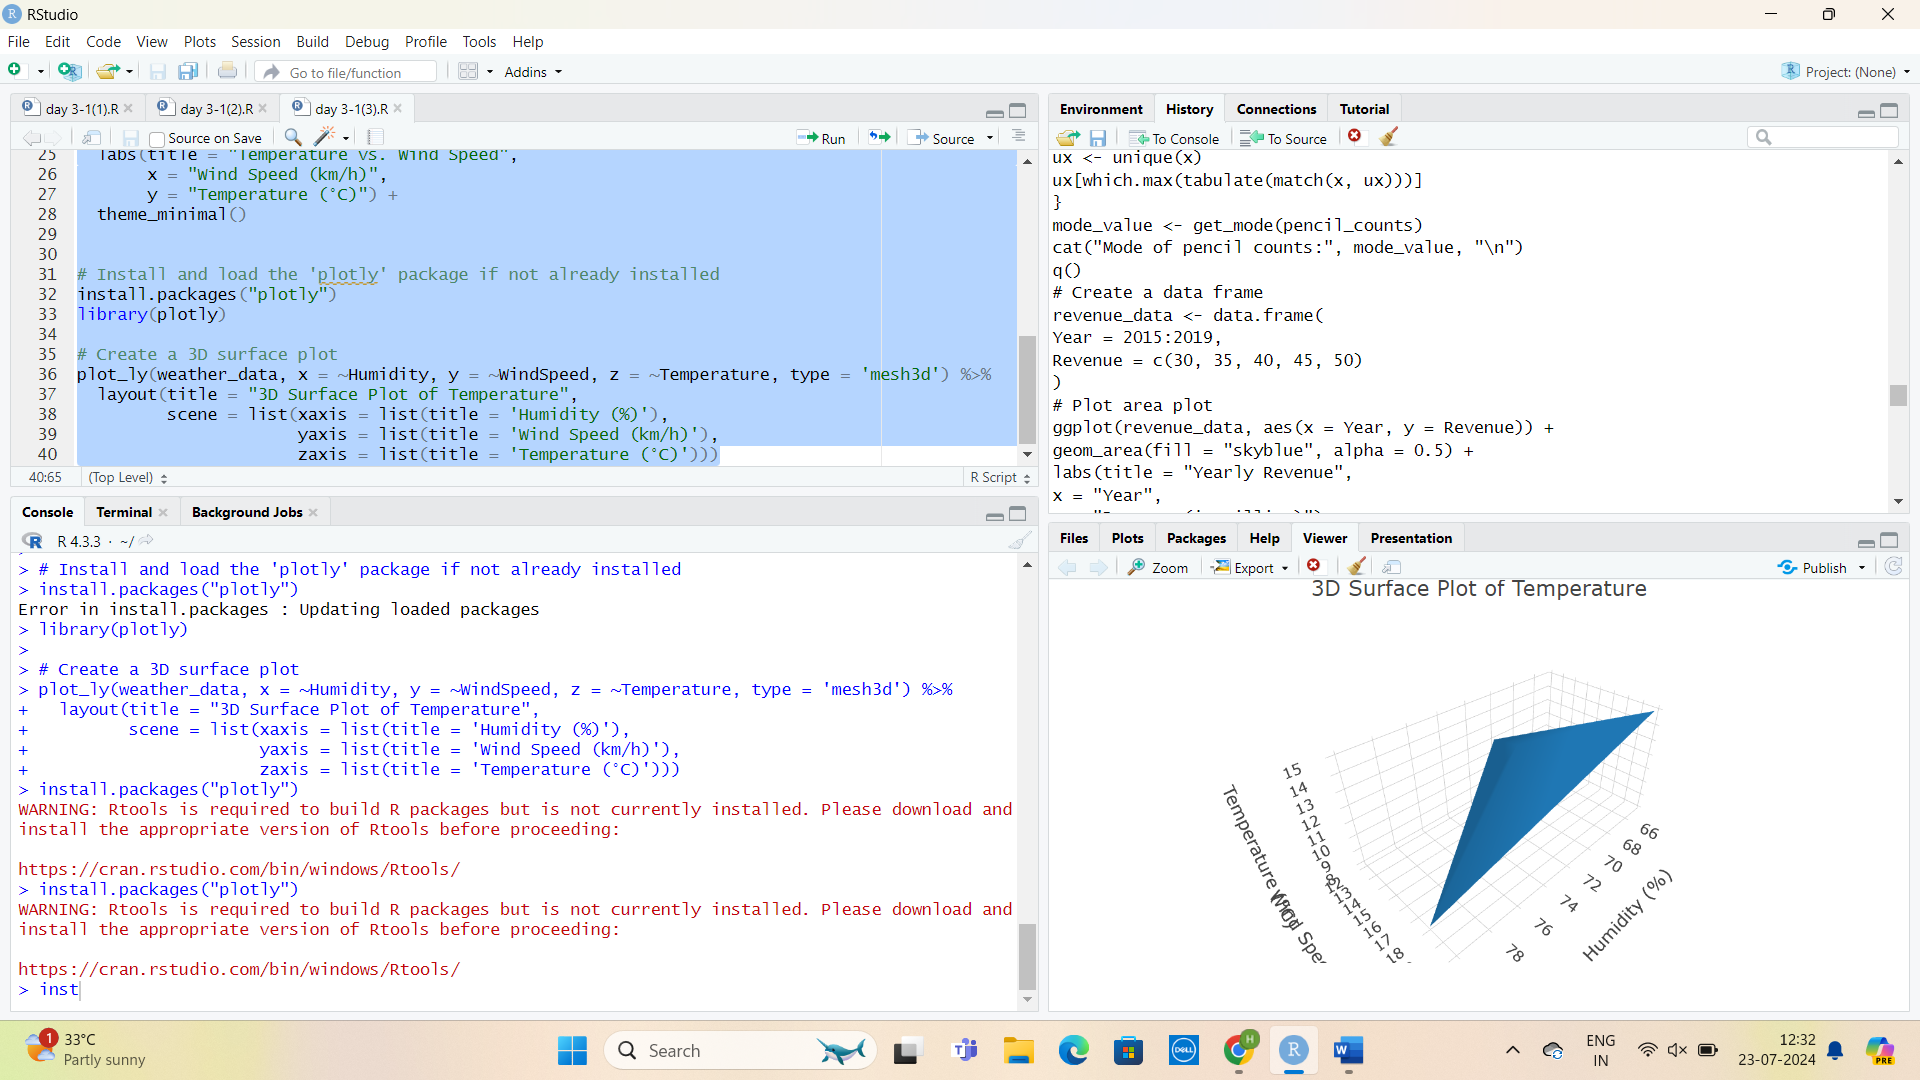 RStudio
File Edit Code View Plots Session Build Debug Profile Tools Help
Go to file/function
Addins
Project: (None)
day 3-1(1).R
day 3-1(2).R
day 3-1(3).R
Source on Save
Run
Source
25 labs(title = "Temperature vs. Wind Speed",
26 x = "Wind Speed (km/h)",
27 y = "Temperature (°C)") +
28 theme_minimal()
29
30
31 # Install and load the 'plotly' package if not already installed
32 install.packages("plotly")
33 library(plotly)
34
35 # Create a 3D surface plot
36 plot_ly(weather_data, x = ~Humidity, y = ~WindSpeed, z = ~Temperature, type = 'mesh3d') %>%
37 layout(title = "3D Surface Plot of Temperature",
38 scene = list(xaxis = list(title = 'Humidity (%)'),
39 yaxis = list(title = 'Wind Speed (km/h)'),
40 zaxis = list(title = 'Temperature (°C)')))
40:65 (Top Level) R Script
Console Terminal Background Jobs
R 4.3.3 · ~/
> # Install and load the 'plotly' package if not already installed
> install.packages("plotly")
Error in install.packages : Updating loaded packages
> library(plotly)
>
> # Create a 3D surface plot
> plot_ly(weather_data, x = ~Humidity, y = ~WindSpeed, z = ~Temperature, type = 'mesh3d') %>%
+ layout(title = "3D Surface Plot of Temperature",
+ scene = list(xaxis = list(title = 'Humidity (%)'),
+ yaxis = list(title = 'Wind Speed (km/h)'),
+ zaxis = list(title = 'Temperature (°C)')))
> install.packages("plotly")
WARNING: Rtools is required to build R packages but is not currently installed. Please download and
install the appropriate version of Rtools before proceeding:
https://cran.rstudio.com/bin/windows/Rtools/
> install.packages("plotly")
WARNING: Rtools is required to build R packages but is not currently installed. Please download and
install the appropriate version of Rtools before proceeding:
https://cran.rstudio.com/bin/windows/Rtools/
> inst
Environment History Connections Tutorial
To Console
To Source
ux <- unique(x)
ux[which.max(tabulate(match(x, ux)))]
}
mode_value <- get_mode(pencil_counts)
cat("Mode of pencil counts:", mode_value, "\n")
q()
# Create a data frame
revenue_data <- data.frame(
Year = 2015:2019,
Revenue = c(30, 35, 40, 45, 50)
)
# Plot area plot
ggplot(revenue_data, aes(x = Year, y = Revenue)) +
geom_area(fill = "skyblue", alpha = 0.5) +
labs(title = "Yearly Revenue",
x = "Year",
Files Plots Packages Help Viewer Presentation
Zoom
Export
Publish
3D Surface Plot of Temperature
15
14
13
12
11
10
9
14
15
16
17
18
66
68
70
72
74
76
78
Humidity (%)
Temperature
Wind Spee
1
33°C
Partly sunny
Search
DELL
H
ENG
IN
12:32
23-07-2024
PRE